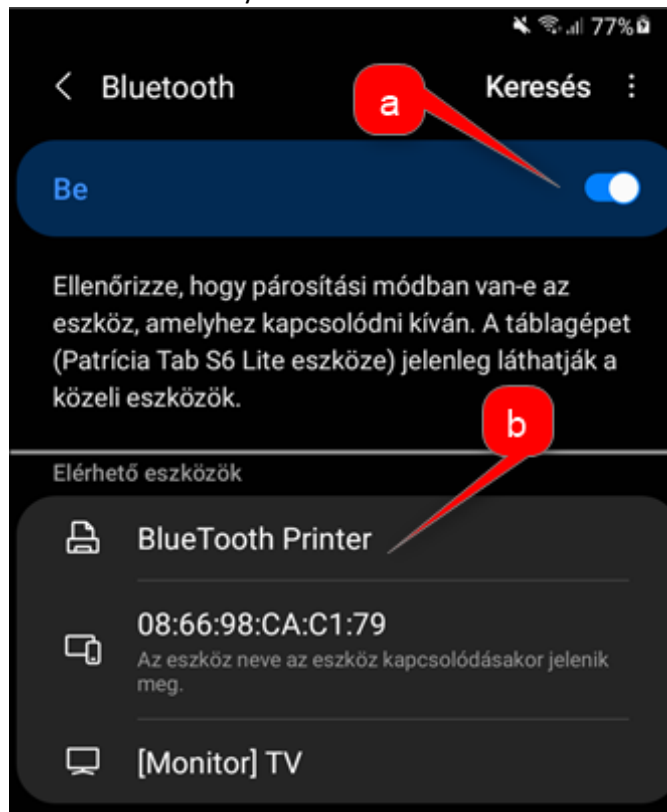 77%
Bluetooth
Keresés
a
Be
Ellenőrizze, hogy párosítási módban van-e az
eszköz, amelyhez kapcsolódni kíván. A táblagépet
(Patrícia Tab S6 Lite eszköze) jelenleg láthatják a
közeli eszközök.
b
Elérhető eszközök
BlueTooth Printer
08:66:98:CA:C1:79
Az eszköz neve az eszköz kapcsolódásakor jelenik
meg.
[Monitor] TV